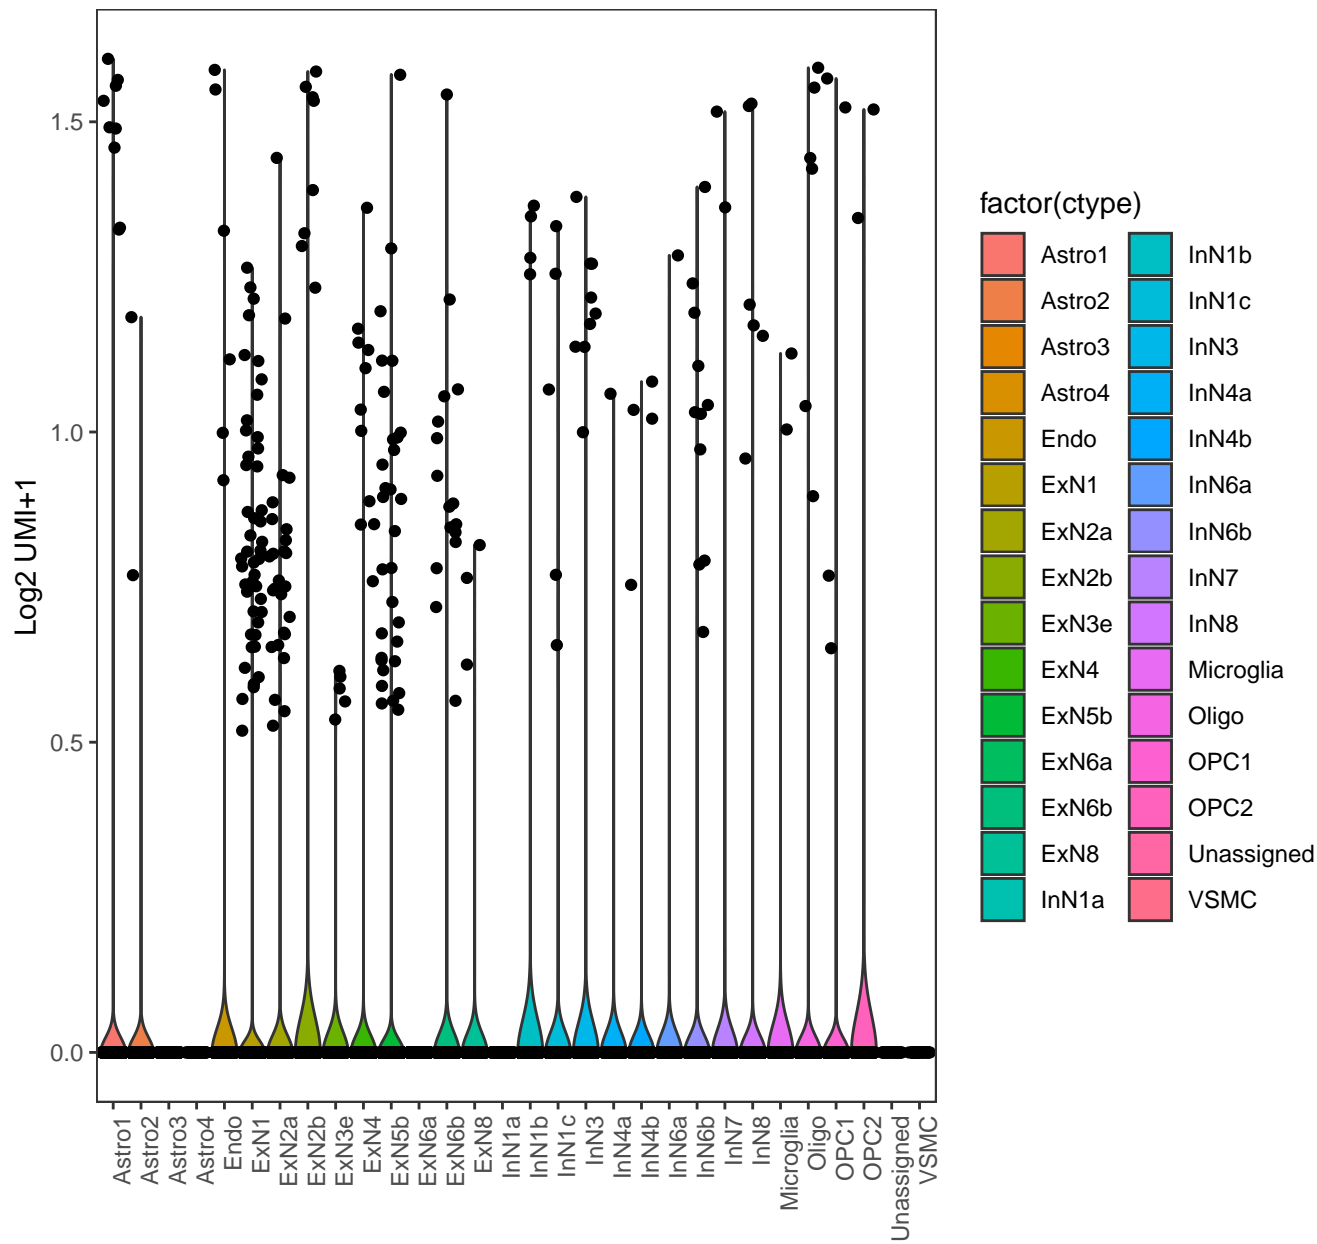 Log2 UMI+1
1.5
1.0
0.5
0.0
Astro1
Astro2
Astro3
Astro4
Endo
ExN1
ExN2a
ExN2b
ExN3e
ExN4
ExN5b
ExN6a
ExN6b
ExN8
InN1a
InN1b
InN1c
InN3
InN4a
InN4b
InN6a
InN6b
InN7
InN8
Microglia
Oligo
OPC1
OPC2
Unassigned
VSMC
factor(ctype)
Astro1
Astro2
Astro3
Astro4
Endo
ExN1
ExN2a
ExN2b
ExN3e
ExN4
ExN5b
ExN6a
ExN6b
ExN8
InN1a
InN1b
InN1c
InN3
InN4a
InN4b
InN6a
InN6b
InN7
InN8
Microglia
Oligo
OPC1
OPC2
Unassigned
VSMC